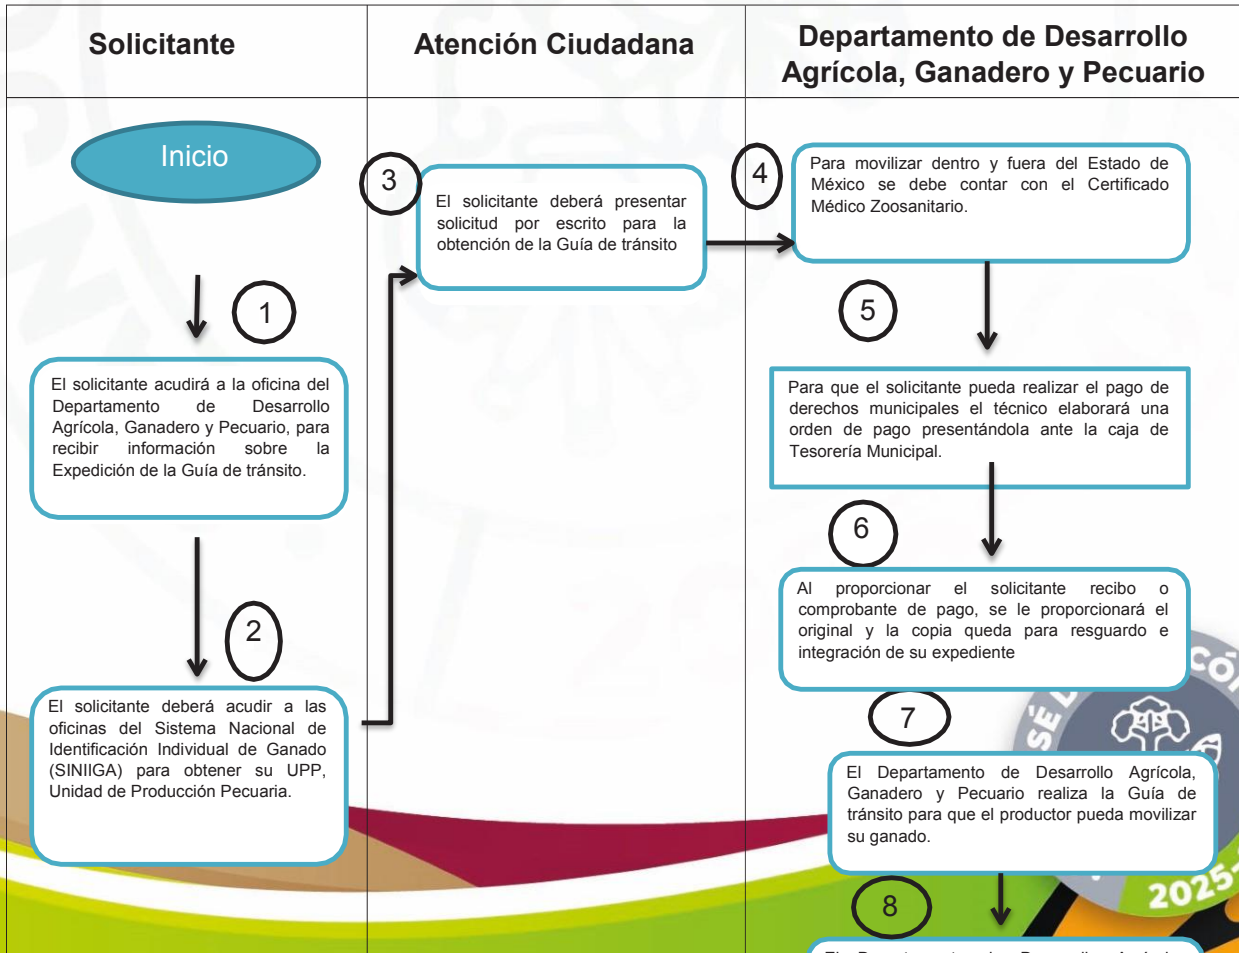 Solicitante
Atención Ciudadana
Departamento de Desarrollo
Agrícola, Ganadero y Pecuario
Inicio
1
El solicitante acudirá a la oficina del
Departamento de Desarrollo
Agrícola, Ganadero y Pecuario, para
recibir información sobre la
Expedición de la Guía de tránsito.
2
El solicitante deberá acudir a las
oficinas del Sistema Nacional de
Identificación Individual de Ganado
(SINIIGA) para obtener su UPP,
Unidad de Producción Pecuaria.
3
El solicitante deberá presentar
solicitud por escrito para la
obtención de la Guía de tránsito
4
Para movilizar dentro y fuera del Estado de
México se debe contar con el Certificado
Médico Zoosanitario.
5
Para que el solicitante pueda realizar el pago de
derechos municipales el técnico elaborará una
orden de pago presentándola ante la caja de
Tesorería Municipal.
6
Al proporcionar el solicitante recibo o
comprobante de pago, se le proporcionará el
original y la copia queda para resguardo e
integración de su expediente
7
El Departamento de Desarrollo Agrícola,
Ganadero y Pecuario realiza la Guía de
tránsito para que el productor pueda movilizar
su ganado.
8
2025-